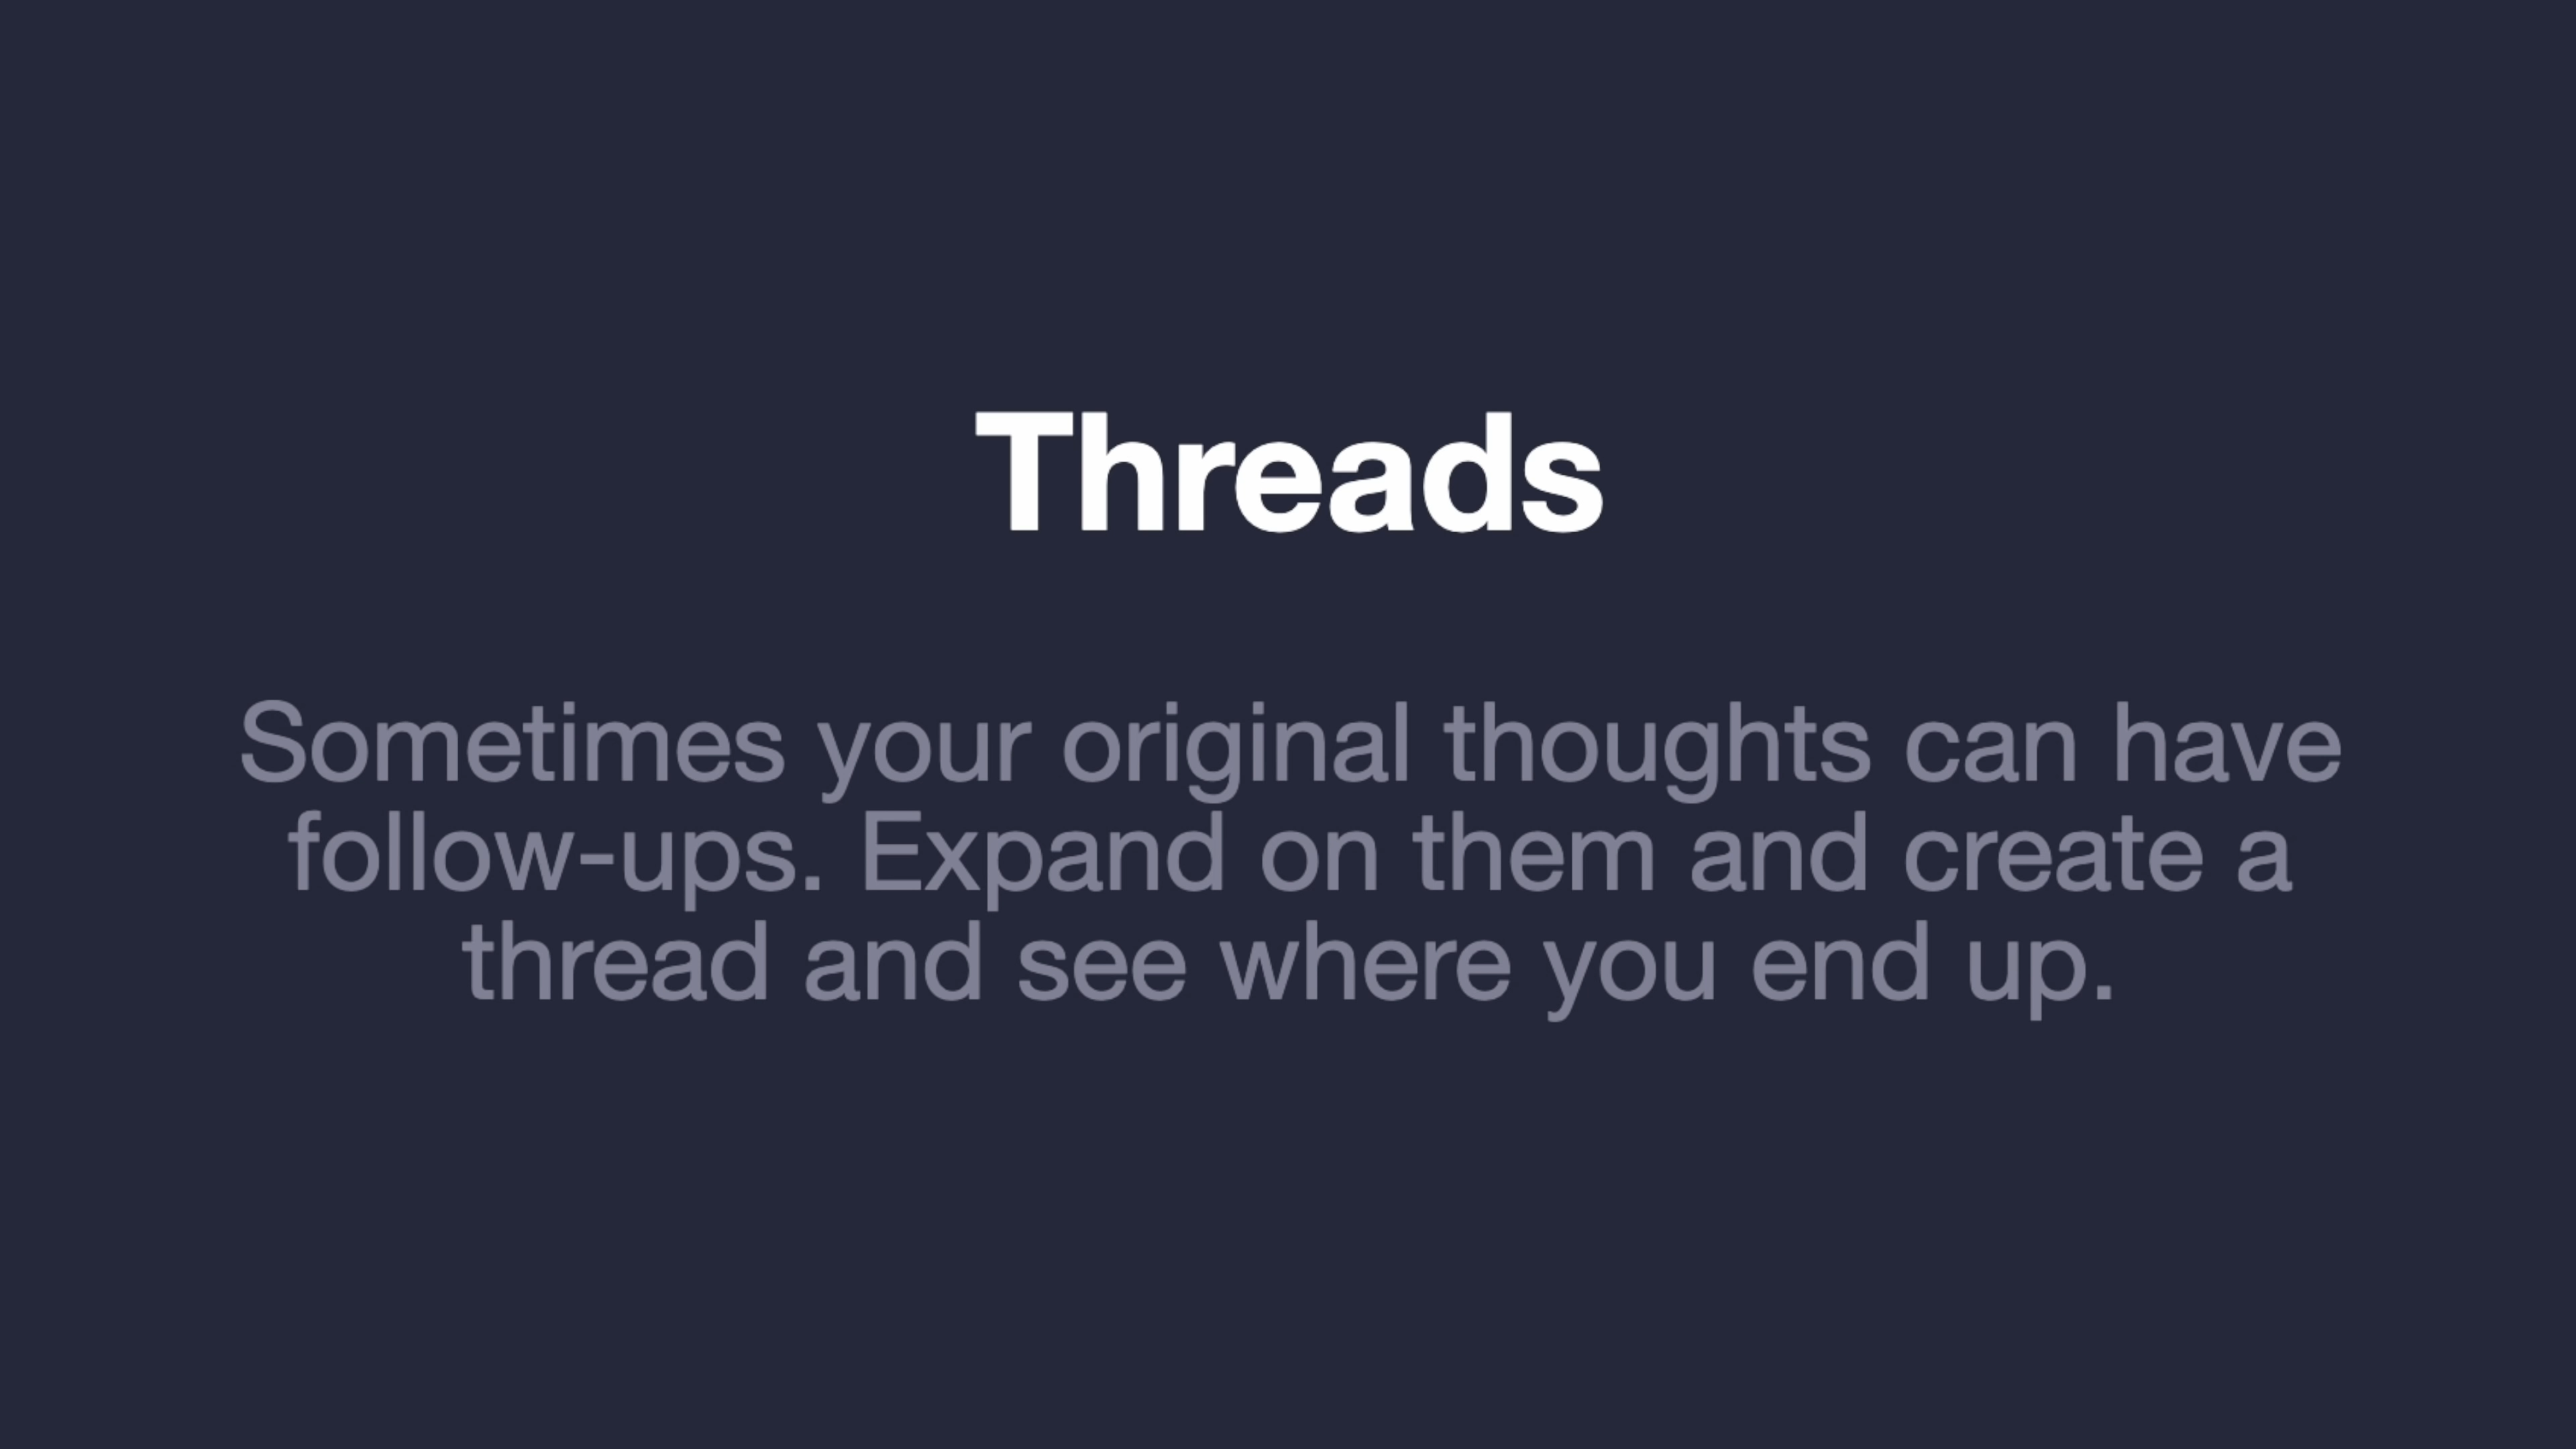 Threads
Sometimes your original thoughts can have
follow-ups. Expand on them and create a
thread and see where you end up.